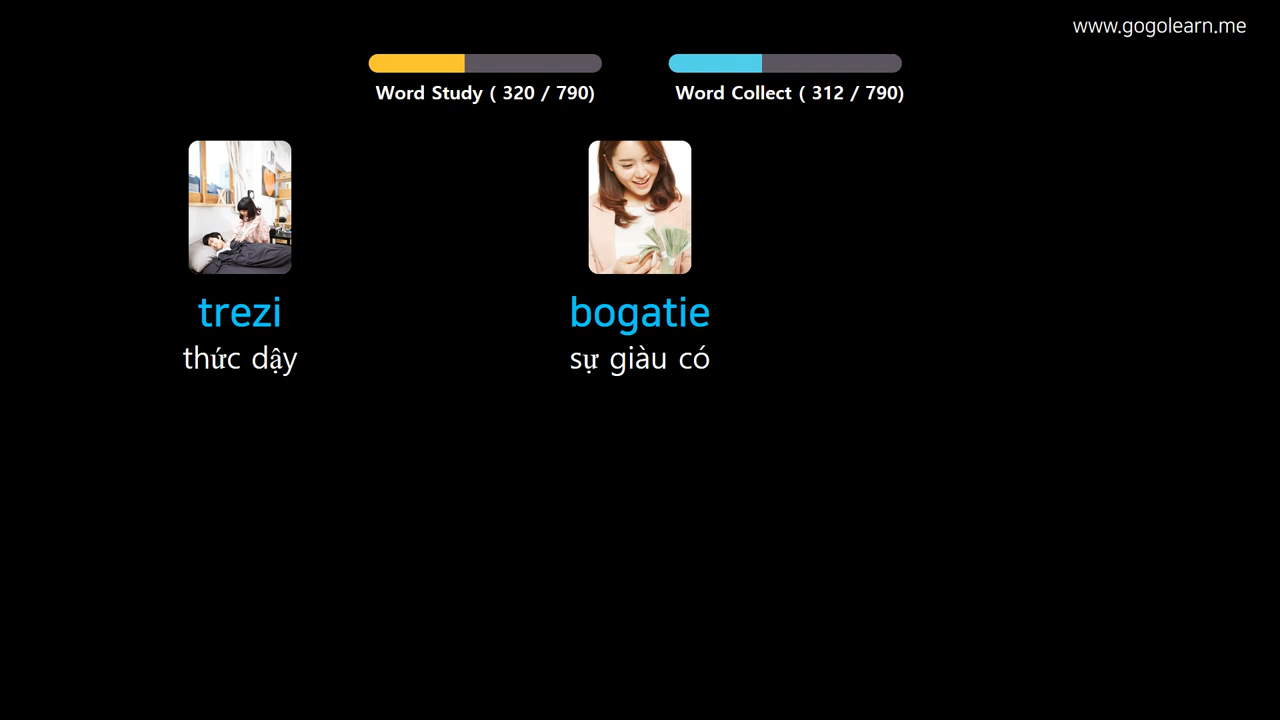 www.gogolearn.me
Word Study ( 320 / 790)
Word Collect ( 312 / 790)
trezi
thức dậy
bogatie
sự giàu có